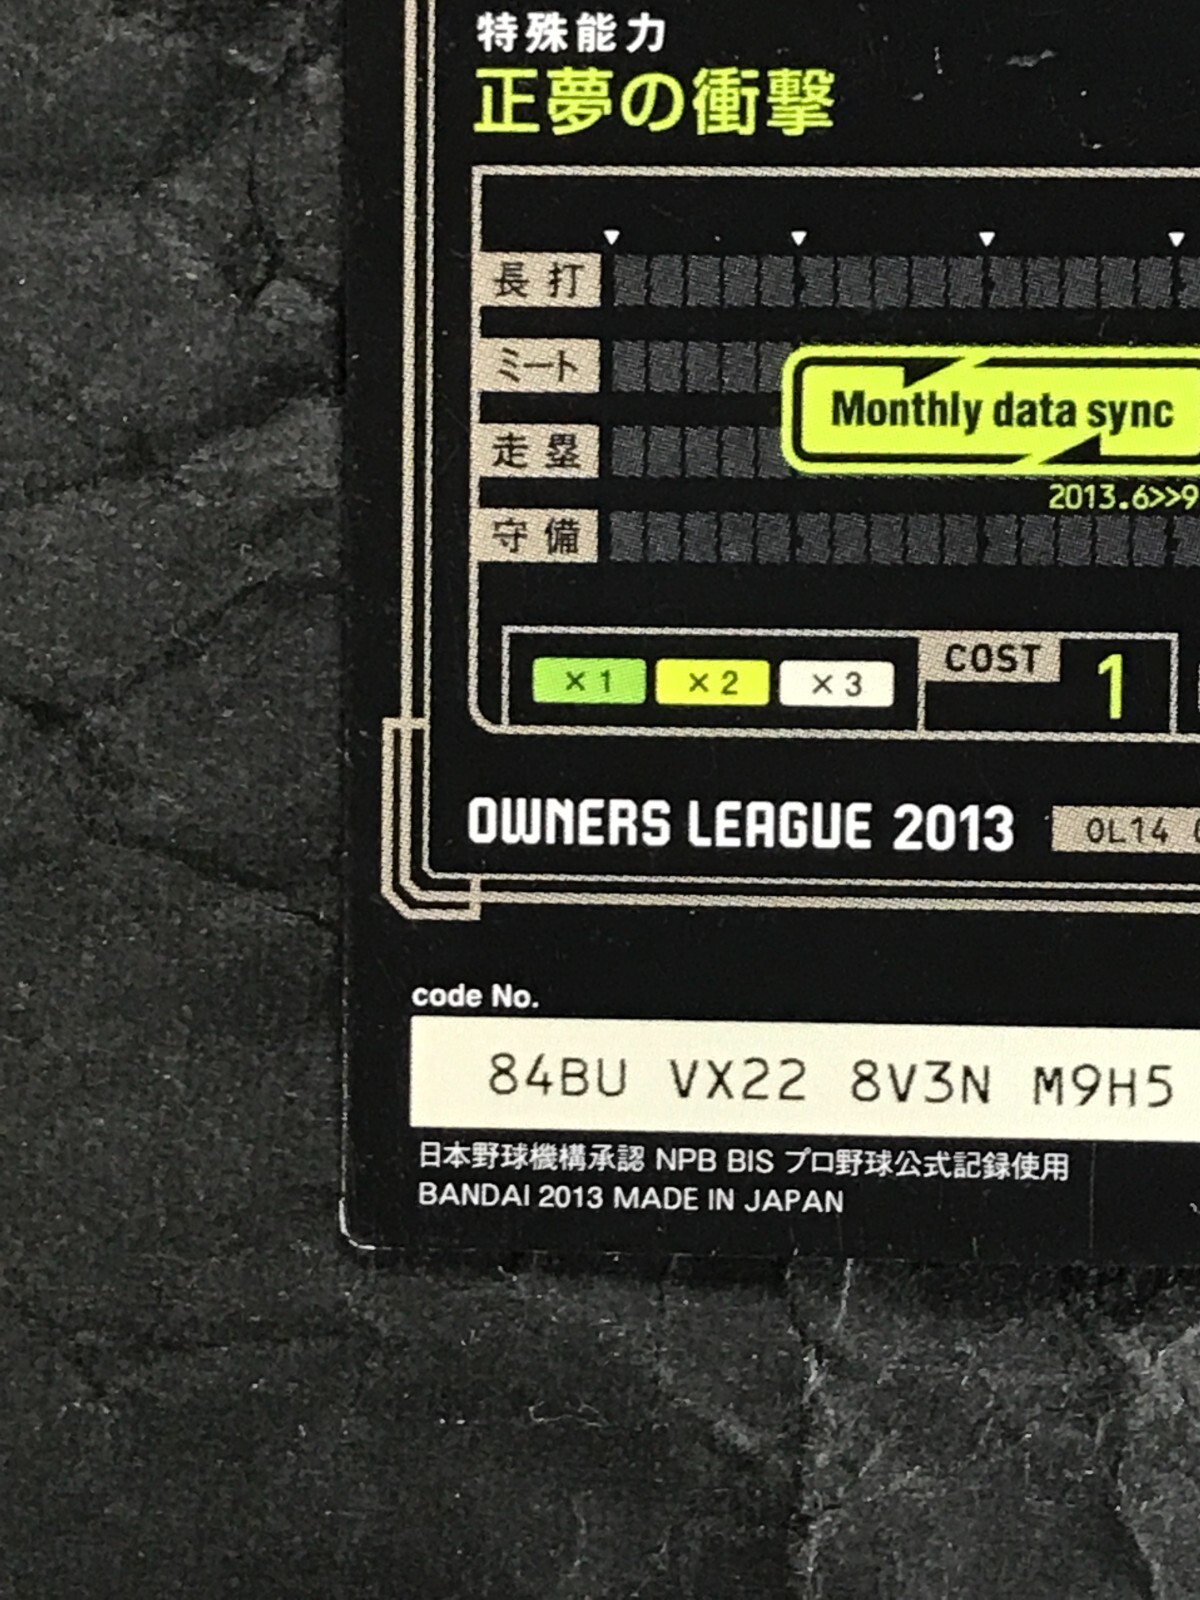 特殊能力
正夢の衝撃
長打
ミート
Monthly data sync
走塁
2013.6>>9
守備
×1 ×2 ×3 COST 1
OWNERS LEAGUE 2013 OL14
code No.
84BU VX22 8V3N M9H5
日本野球機構承認 NPB BIS プロ野球公式記録使用
BANDAI 2013 MADE IN JAPAN